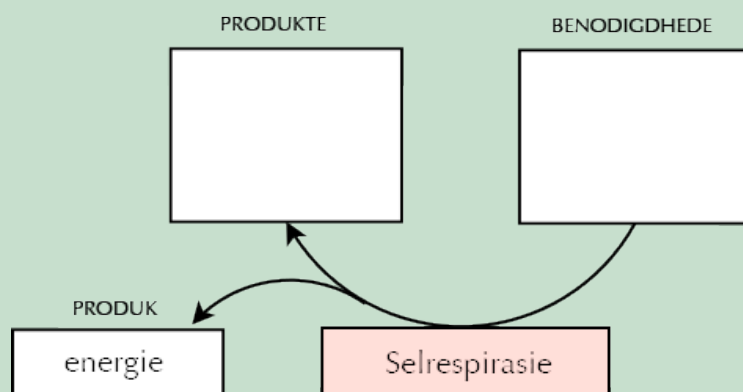 PRODUKTE
BENODIGDHEDE
PRODUK
energie
Selrespirasie